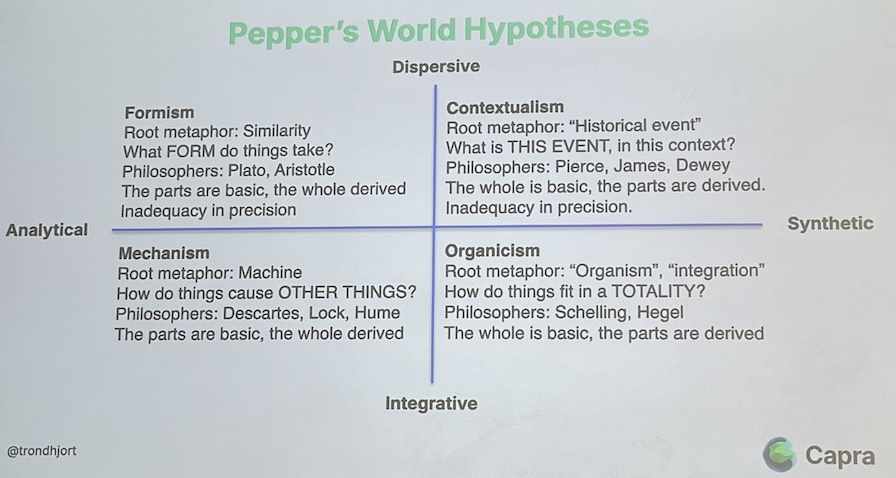 Pepper's World Hypotheses
Dispersive
Formism
Root metaphor: Similarity
What FORM do things take?
Philosophers: Plato, Aristotle
The parts are basic, the whole derived
Inadequacy in precision
Contextualism
Root metaphor: “Historical event”
What is THIS EVENT, in this context?
Philosophers: Pierce, James, Dewey
The whole is basic, the parts are derived.
Inadequacy in precision.
Analytical
Synthetic
Mechanism
Root metaphor: Machine
How do things cause OTHER THINGS?
Philosophers: Descartes, Lock, Hume
The parts are basic, the whole derived
Organicism
Root metaphor: “Organism”, “integration”
How do things fit in a TOTALITY?
Philosophers: Schelling, Hegel
The whole is basic, the parts are derived
Integrative
@trondhjort
Capra